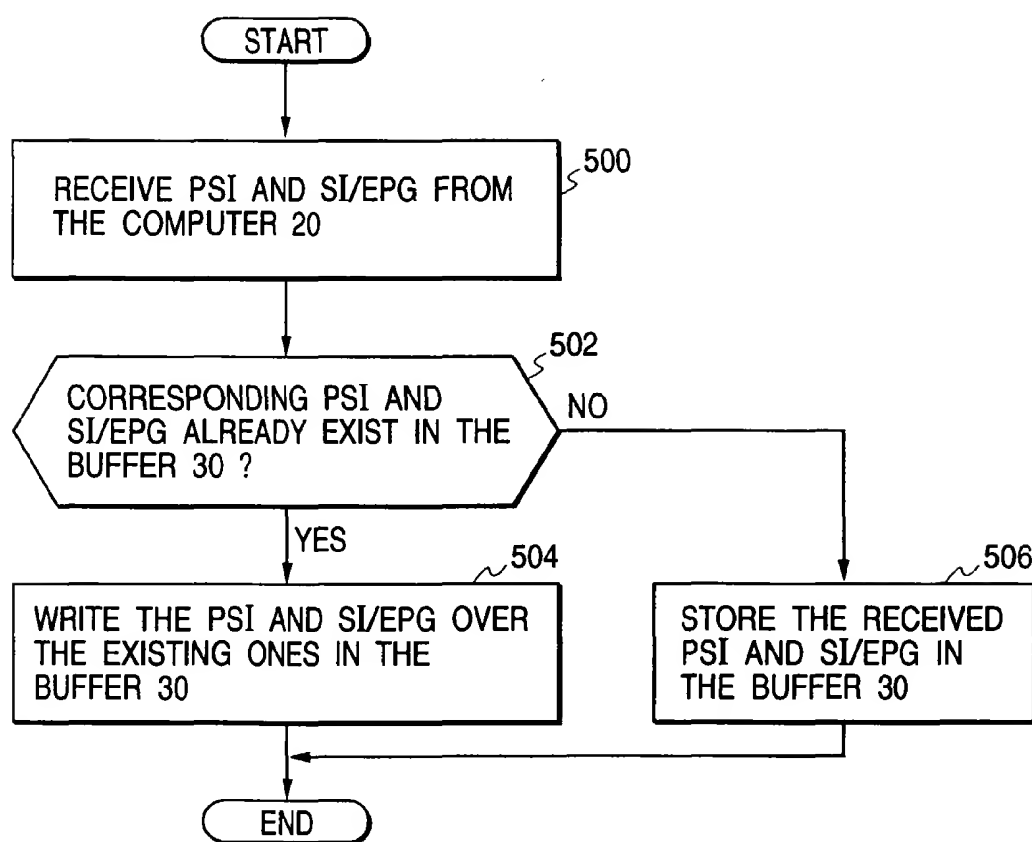 START
500
RECEIVE PSI AND SI/EPG FROM
THE COMPUTER 20
502
CORRESPONDING PSI AND
SI/EPG ALREADY EXIST IN THE
BUFFER 30 ?
NO
YES
504
WRITE THE PSI AND SI/EPG OVER
THE EXISTING ONES IN THE
BUFFER 30
506
STORE THE RECEIVED
PSI AND SI/EPG IN
THE BUFFER 30
END